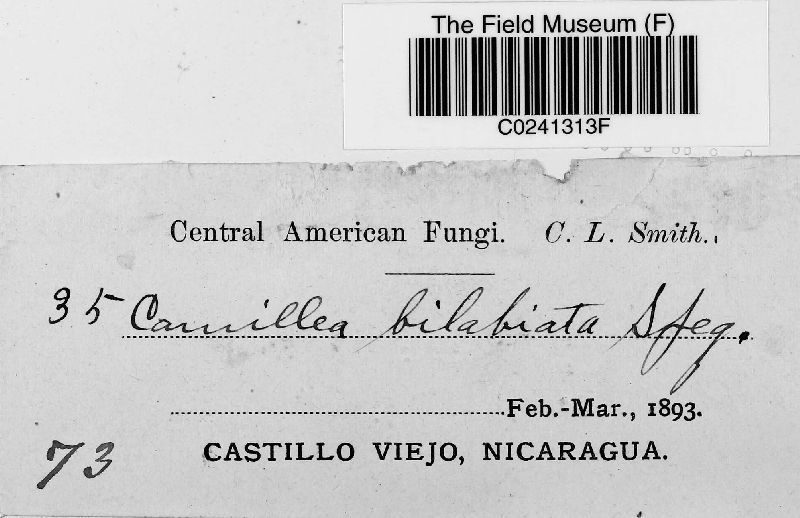 The Field Museum (F)
C0241313F
Central American Fungi. C. L. Smith.
35 Camillea bilabiata Speg.
Feb.-Mar., 1893.
73 CASTILLO VIEJO, NICARAGUA.